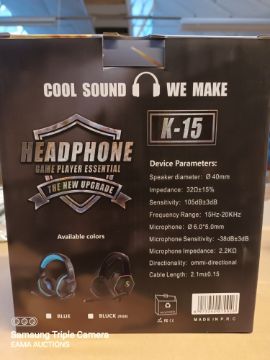 COOL SOUND WE MAKE
HEADPHONE
GAME PLAYER ESSENTIAL
THE NEW UPGRADE
Available colors
BLUE
BLUCK (RGB)
K-15
Device Parameters:
Speaker diameter: Ø 40mm
Impedance: 32Ω±15%
Sensitivity: 105dB±3dB
Frequency Range: 15Hz-20KHz
Microphone: Ø 6.0*5.0mm
Microphone Sensitivity: -38dB±3dB
Microphone Impedance: 2.2KΩ
Directionality: omni-directional
Cable Length: 2.1m±0.15
MADE IN P.R.C
Samsung Triple Camera
EAMA AUCTIONS